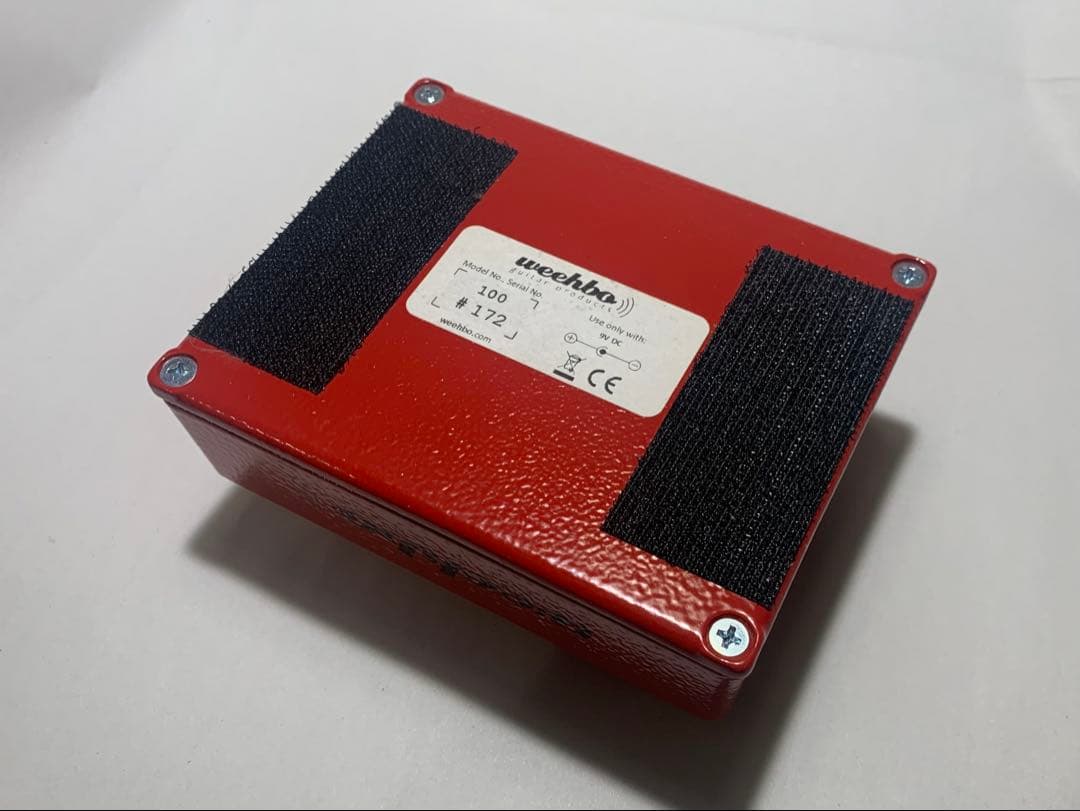 weehbo
guitar products
Model No. Serial No.
100
# 172
weehbo.com
Use only with:
9V DC
CE